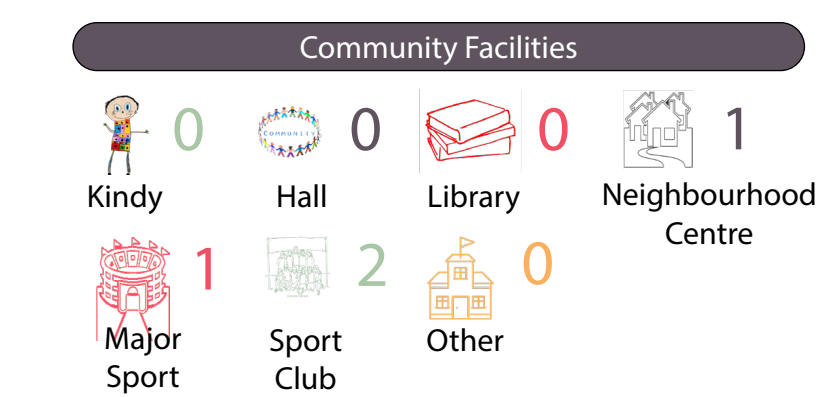 Community Facilities
0
COMMUNITY
0
0
1
Kindy
Hall
Library
Neighbourhood
Centre
1
2
0
Major
Sport
Sport
Club
Other